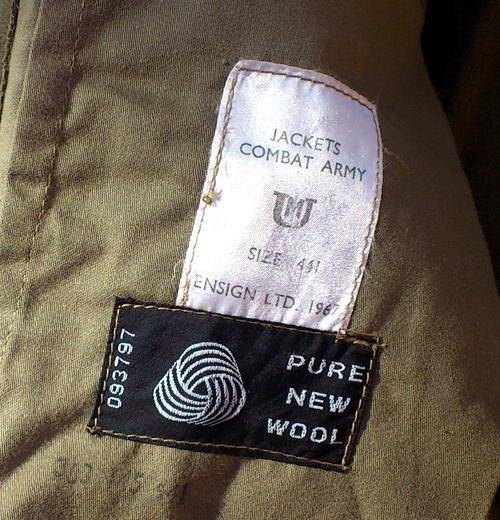 JACKETS
COMBAT ARMY
SIZE
ENSIGN LTD.
093797
PURE
NEW
WOOL